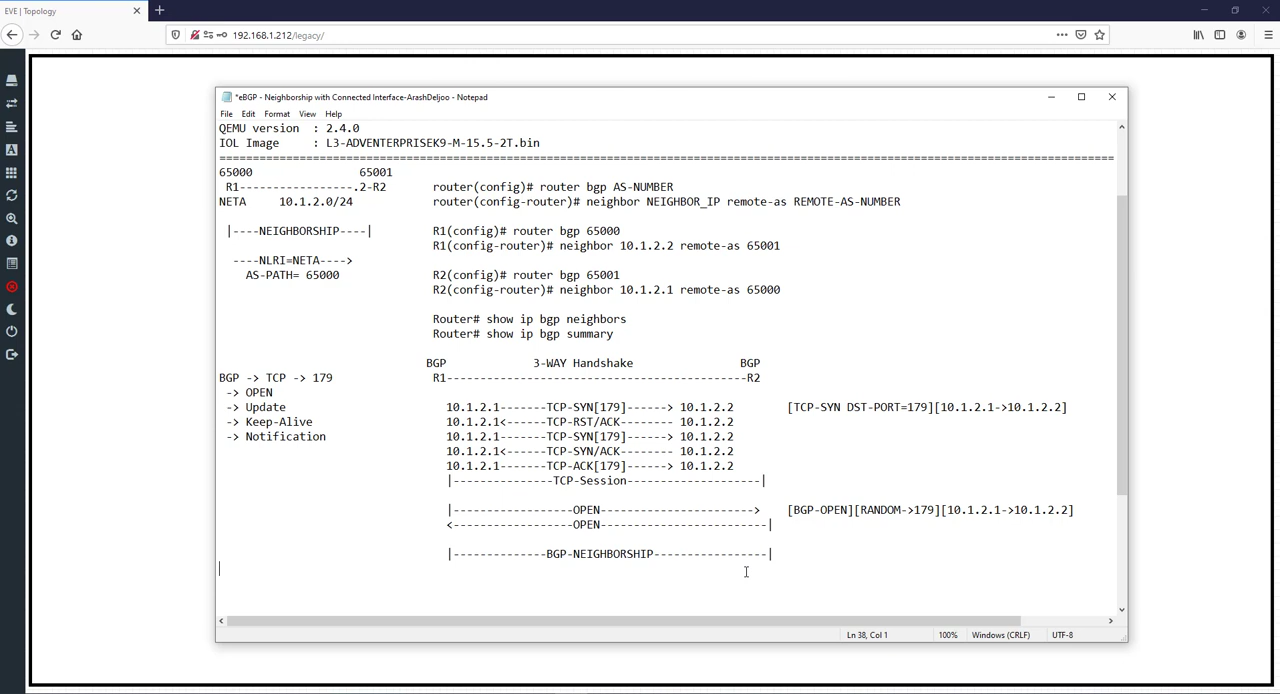 EVE | Topology
192.168.1.212/legacy/
*eBGP - Neighborship with Connected Interface-ArashDeljoo - Notepad
File Edit Format View Help
QEMU version  : 2.4.0
IOL Image     : L3-ADVENTERPRISEK9-M-15.5-2T.bin
=====================================================================================================================================
65000                65001
 R1-----------------.2-R2       router(config)# router bgp AS-NUMBER
NETA     10.1.2.0/24            router(config-router)# neighbor NEIGHBOR_IP remote-as REMOTE-AS-NUMBER
 |----NEIGHBORSHIP----|         R1(config)# router bgp 65000
                                R1(config-router)# neighbor 10.1.2.2 remote-as 65001
  ----NLRI=NETA---->
    AS-PATH= 65000              R2(config)# router bgp 65001
                                R2(config-router)# neighbor 10.1.2.1 remote-as 65000
                                Router# show ip bgp neighbors
                                Router# show ip bgp summary
                               BGP             3-WAY Handshake                BGP
BGP -> TCP -> 179               R1---------------------------------------------R2
 -> OPEN
 -> Update                        10.1.2.1-------TCP-SYN[179]------> 10.1.2.2        [TCP-SYN DST-PORT=179][10.1.2.1->10.1.2.2]
 -> Keep-Alive                    10.1.2.1<------TCP-RST/ACK-------- 10.1.2.2
 -> Notification                  10.1.2.1-------TCP-SYN[179]------> 10.1.2.2
                                  10.1.2.1<------TCP-SYN/ACK-------- 10.1.2.2
                                  10.1.2.1-------TCP-ACK[179]------> 10.1.2.2
                                  |---------------TCP-Session--------------------|
                                  |------------------OPEN---------------------->    [BGP-OPEN][RANDOM->179][10.1.2.1->10.1.2.2]
                                  <------------------OPEN-------------------------|
                                  |--------------BGP-NEIGHBORSHIP-----------------|
Ln 38, Col 1 100% Windows (CRLF) UTF-8